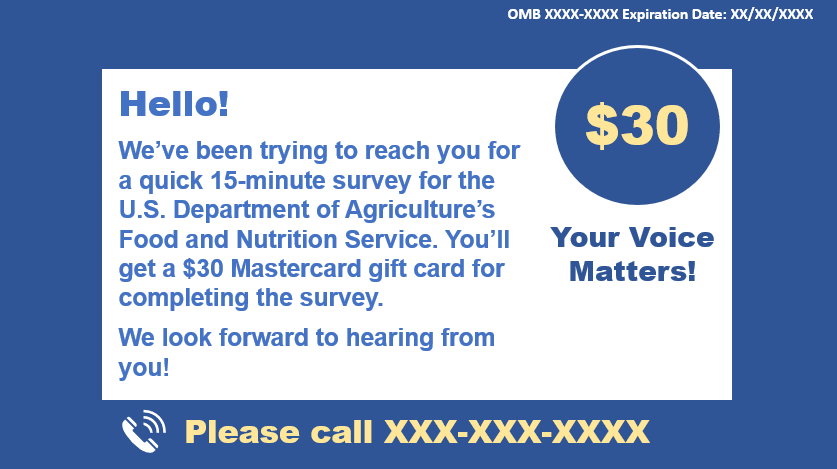 OMB XXXX-XXXX Expiration Date: XX/XX/XXXX
Hello!
We’ve been trying to reach you for
a quick 15-minute survey for the
U.S. Department of Agriculture’s
Food and Nutrition Service. You’ll
get a $30 Mastercard gift card for
completing the survey.
We look forward to hearing from
you!
$30
Your Voice
Matters!
Please call XXX-XXX-XXXX